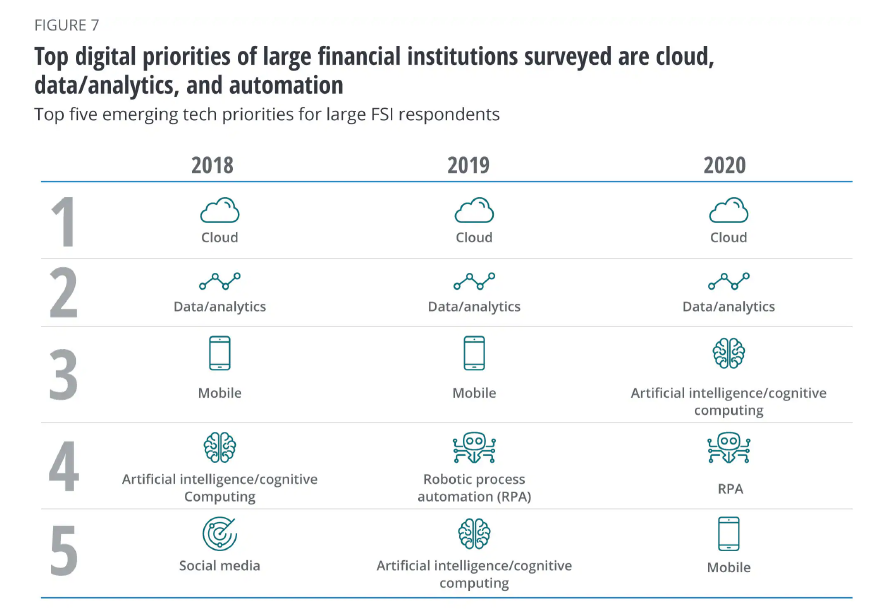 FIGURE 7
Top digital priorities of large financial institutions surveyed are cloud,
data/analytics, and automation
Top five emerging tech priorities for large FSI respondents
2018 2019 2020
1
Cloud Cloud Cloud
2
Data/analytics Data/analytics Data/analytics
3
Mobile Mobile Artificial intelligence/cognitive
computing
4
Artificial intelligence/cognitive
Computing
Robotic process
automation (RPA)
RPA
5
Social media
Artificial intelligence/cognitive
computing
Mobile